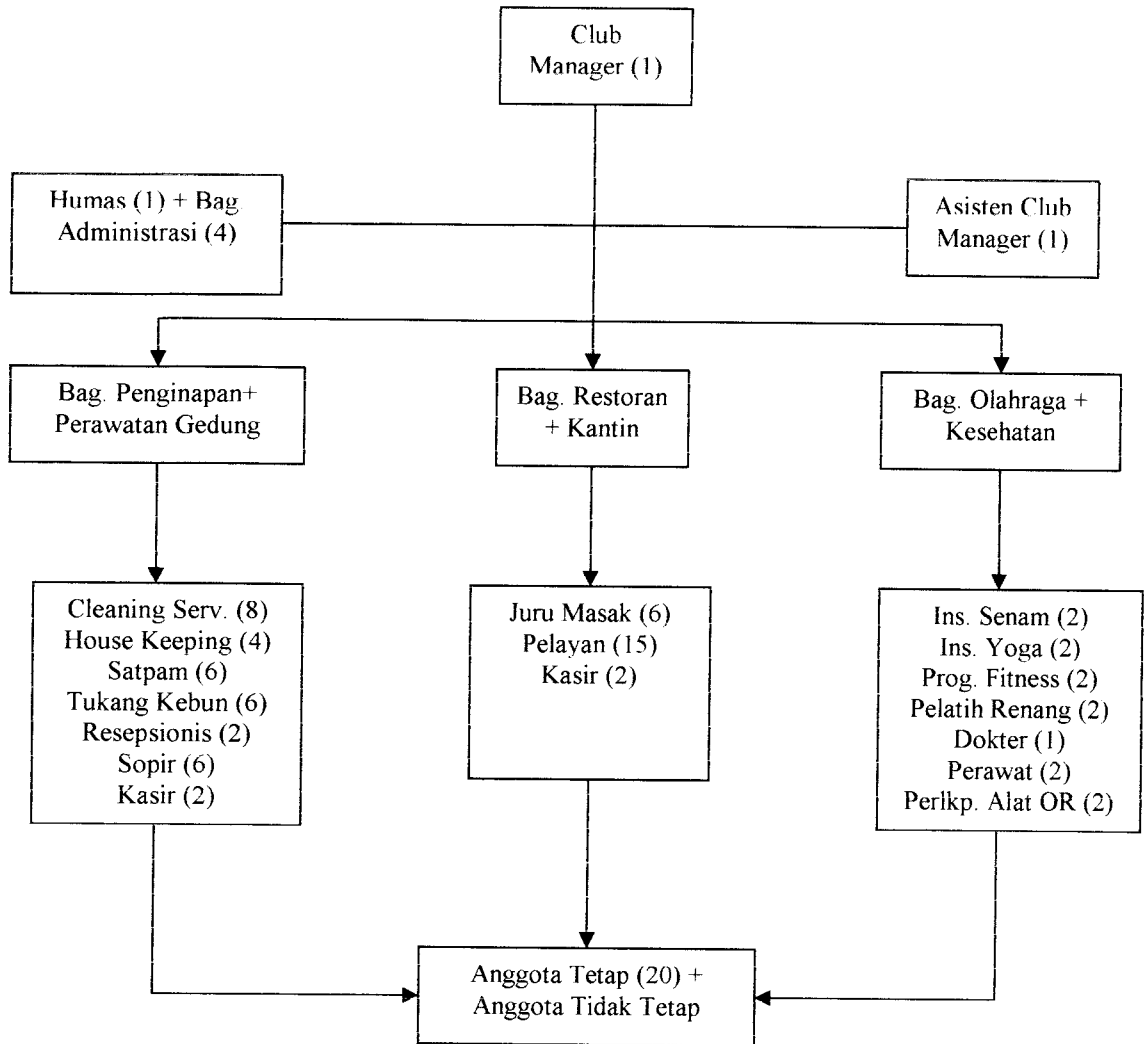 Club
Manager (1)
Humas (1) + Bag.
Administrasi (4)
Asisten Club
Manager (1)
Bag. Penginapan+
Perawatan Gedung
Bag. Restoran
+ Kantin
Bag. Olahraga +
Kesehatan
Cleaning Serv. (8)
House Keeping (4)
Satpam (6)
Tukang Kebun (6)
Resepsionis (2)
Sopir (6)
Kasir (2)
Juru Masak (6)
Pelayan (15)
Kasir (2)
Ins. Senam (2)
Ins. Yoga (2)
Prog. Fitness (2)
Pelatih Renang (2)
Dokter (1)
Perawat (2)
Perlkp. Alat OR (2)
Anggota Tetap (20) +
Anggota Tidak Tetap